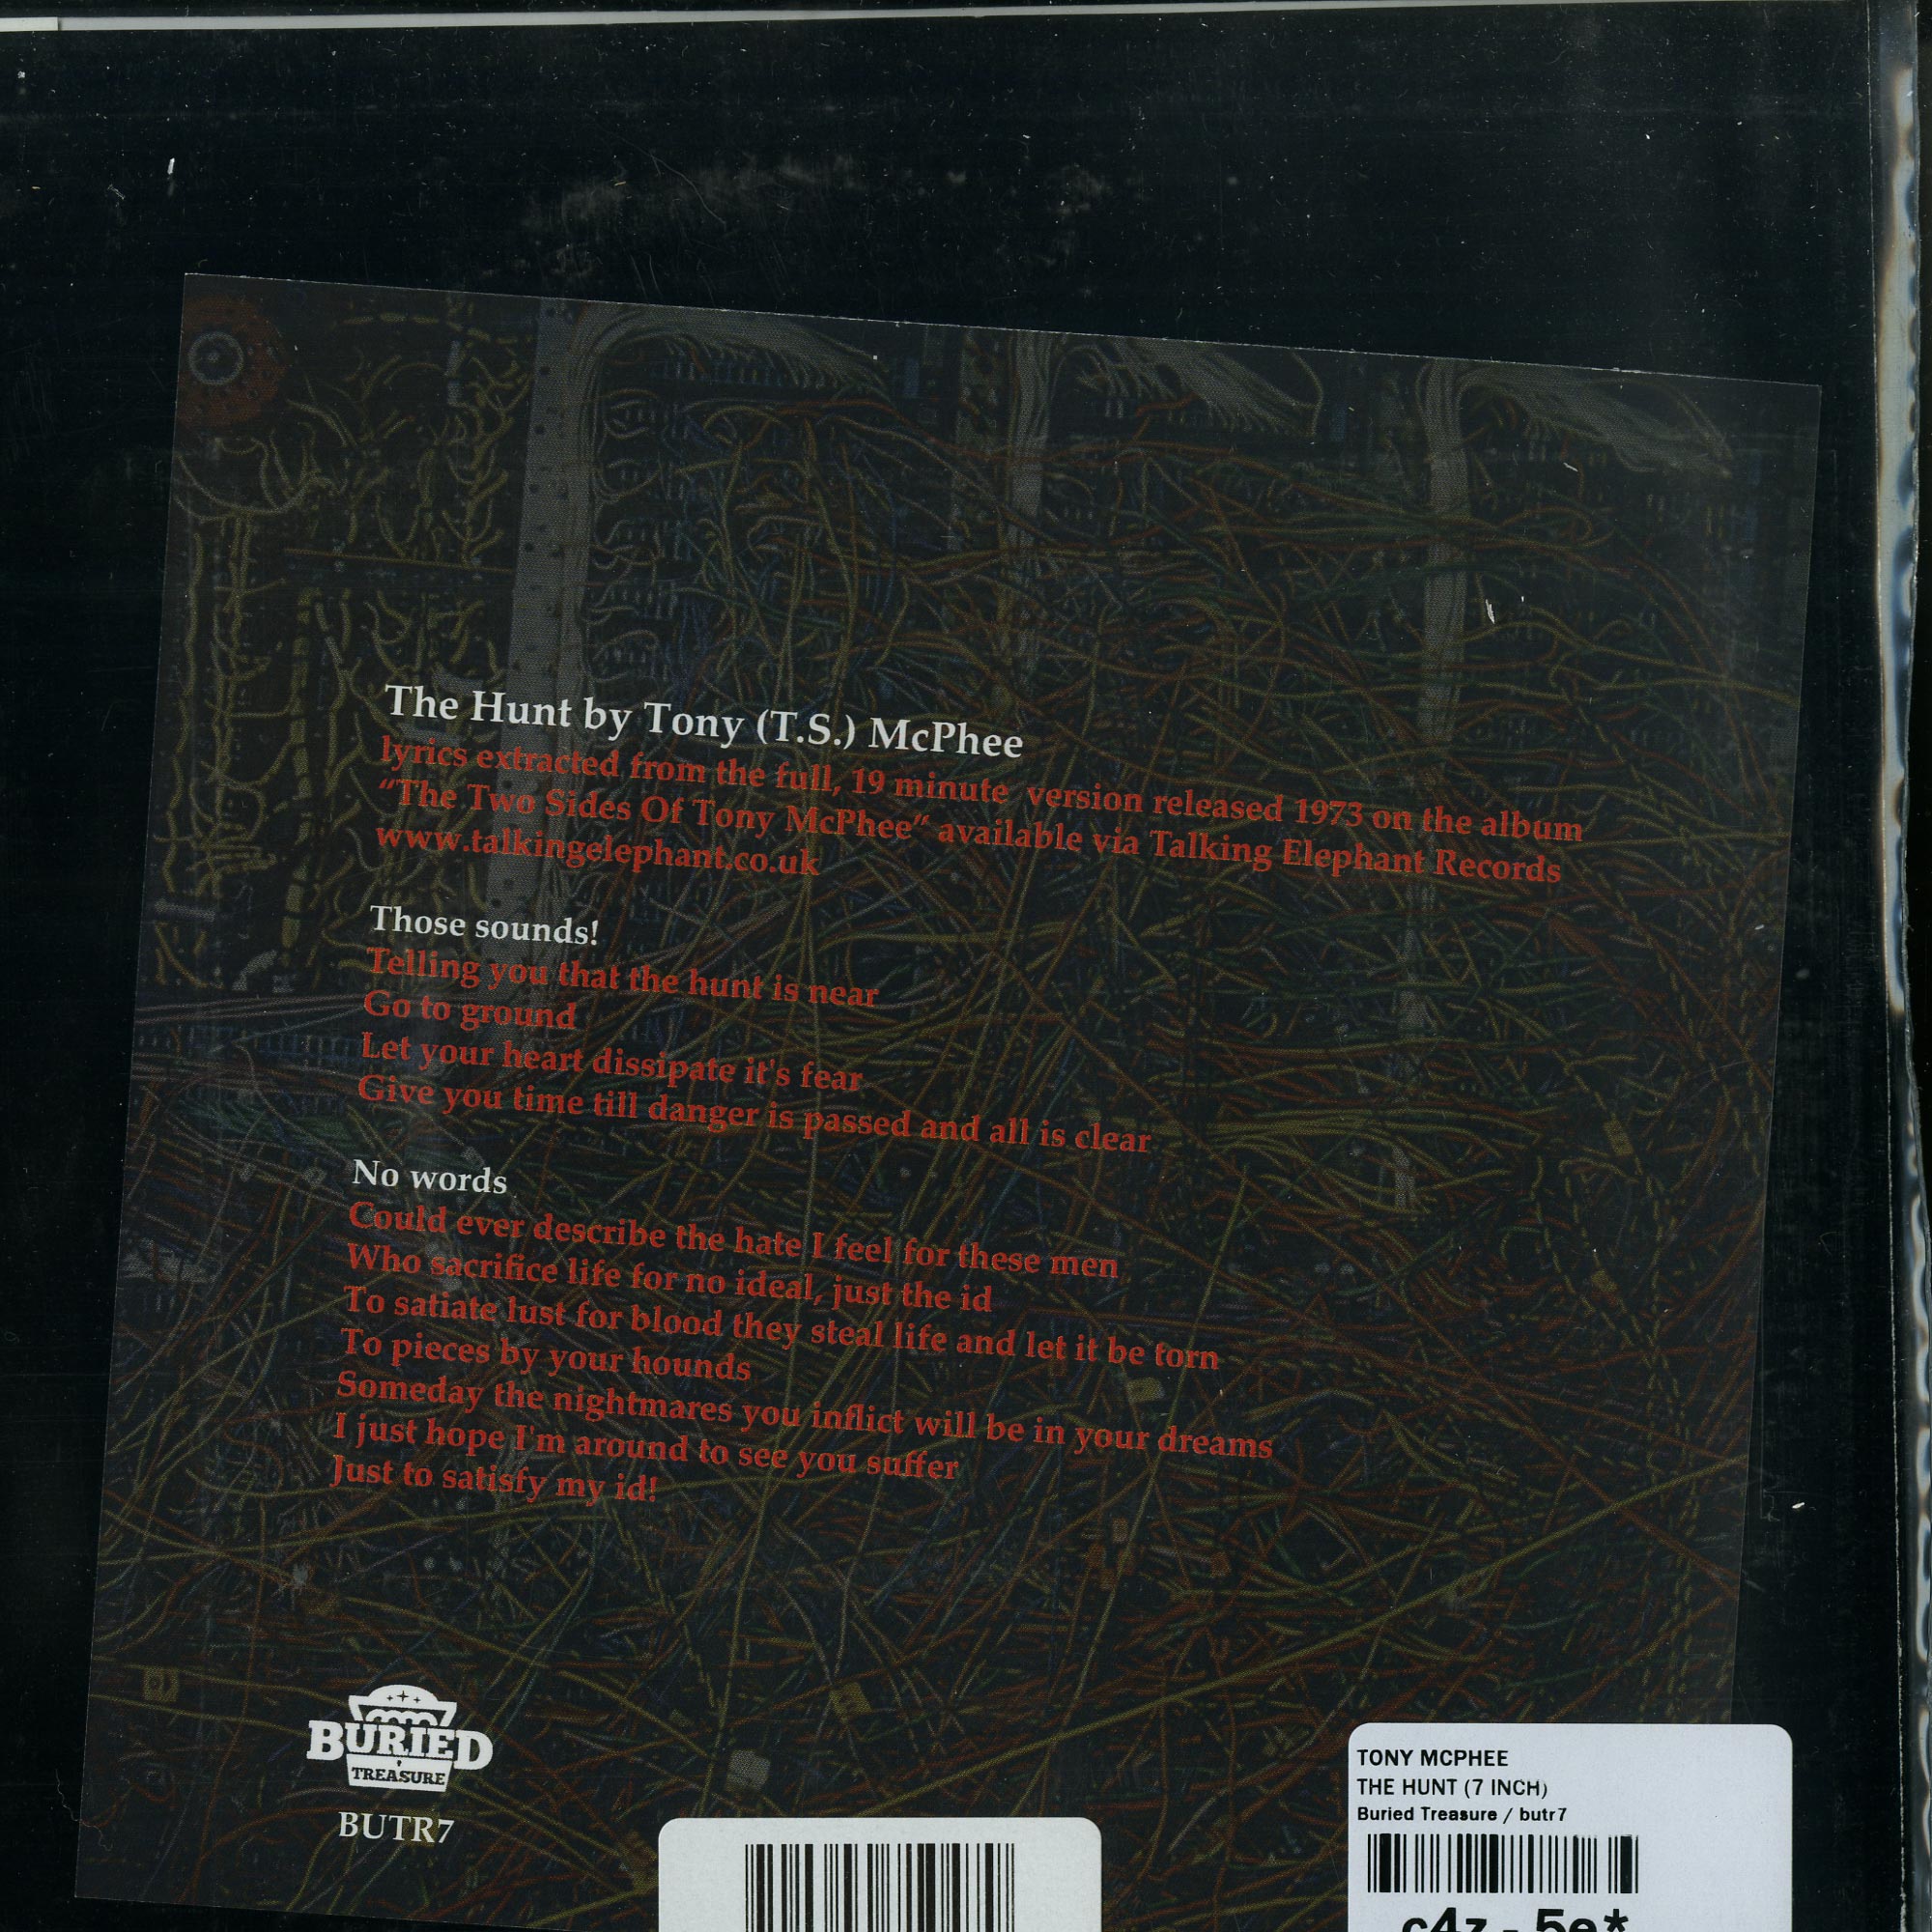 The Hunt by Tony (T.S.) McPhee
lyrics extracted from the full, 19 minute version released 1973 on the album
“The Two Sides Of Tony McPhee” available via Talking Elephant Records
www.talkingelephant.co.uk
Those sounds!
Telling you that the hunt is near
Go to ground
Let your heart dissipate it's fear
Give you time till danger is passed and all is clear
No words
Could ever describe the hate I feel for these men
Who sacrifice life for no ideal, just the id
To satiate lust for blood they steal life and let it be torn
To pieces by your hounds
Someday the nightmares you inflict will be in your dreams
I just hope I'm around to see you suffer
Just to satisfy my id!
BURIED
TREASURE
BUTR7
TONY MCPHEE
THE HUNT (7 INCH)
Buried Treasure / butr7
c4z - 5e*